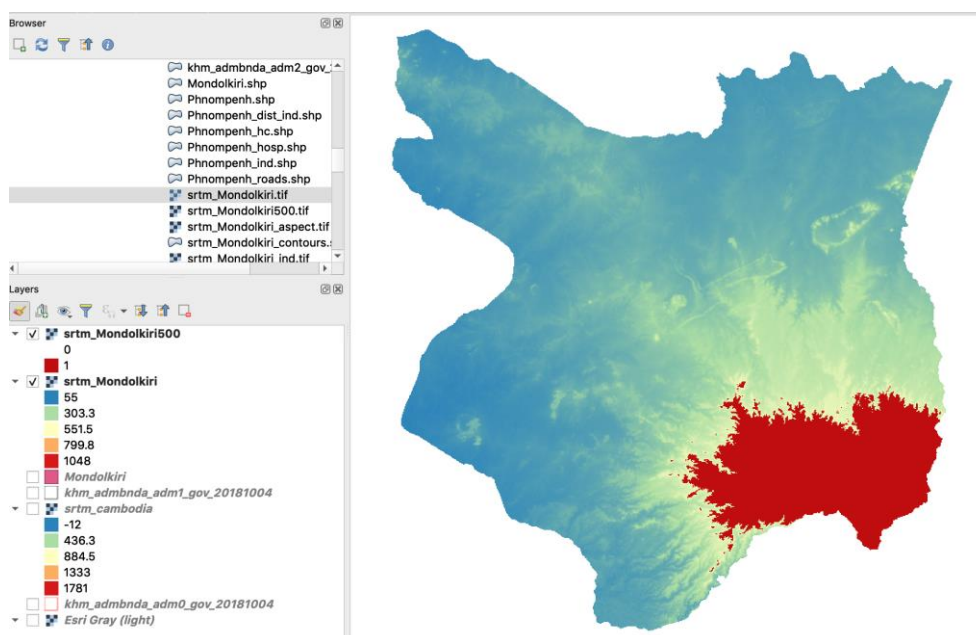 Browser
khm_admbnda_adm2_gov_2
Mondolkiri.shp
Phnompenh.shp
Phnompenh_dist_ind.shp
Phnompenh_hc.shp
Phnompenh_hosp.shp
Phnompenh_ind.shp
Phnompenh_roads.shp
srtm_Mondolkiri.tif
srtm_Mondolkiri500.tif
srtm_Mondolkiri_aspect.tif
srtm_Mondolkiri_contours.s
srtm_Mondolkiri_ind.tif
Layers
srtm_Mondolkiri500
0
1
srtm_Mondolkiri
55
303.3
551.5
799.8
1048
Mondolkiri
khm_admbnda_adm1_gov_20181004
srtm_cambodia
-12
436.3
884.5
1333
1781
khm_admbnda_adm0_gov_20181004
Esri Gray (light)